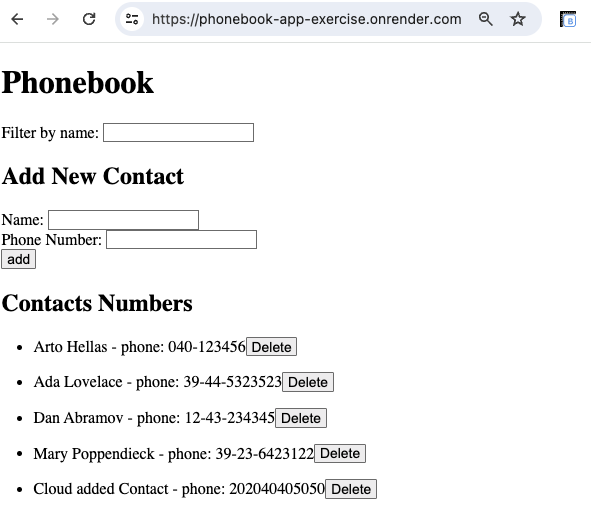 https://phonebook-app-exercise.onrender.com
Phonebook
Filter by name:
Add New Contact
Name:
Phone Number:
add
Contacts Numbers
Arto Hellas - phone: 040-123456 Delete
Ada Lovelace - phone: 39-44-5323523 Delete
Dan Abramov - phone: 12-43-234345 Delete
Mary Poppendieck - phone: 39-23-6423122 Delete
Cloud added Contact - phone: 202040405050 Delete